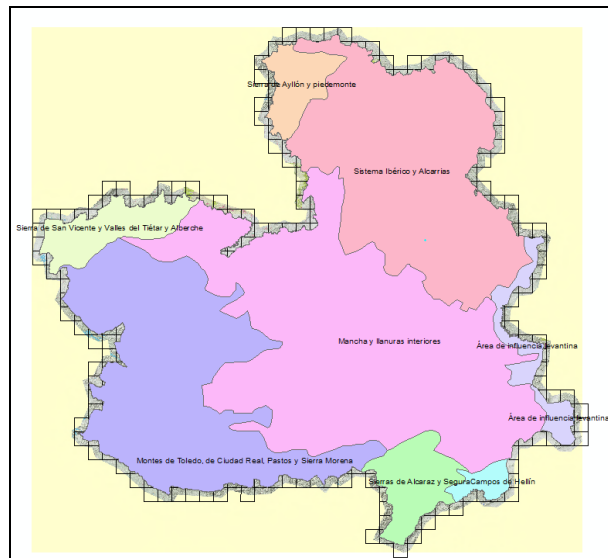 Sierra de Ayllón y piedemonte
Sistema Ibérico y Alcarrias
Sierra de San Vicente y Valles del Tiétar y Alberche
Mancha y llanuras interiores
Área de influencia levantina
Área de influencia levantina
Montes de Toledo, de Ciudad Real, Pastos y Sierra Morena
Sierras de Alcaraz y Segura
Campos de Hellín